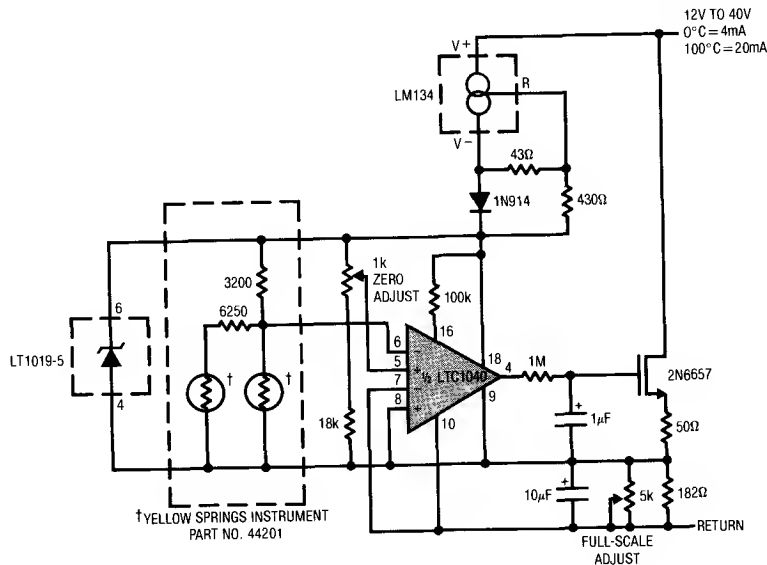 12V TO 40V
0°C=4mA
100°C=20mA
V+
R
LM134
V−
43Ω
1N914
430Ω
1k
ZERO
ADJUST
3200
6250
100k
6
LT1019-5
4
†
†
16
6
5
7
8
−
+
−
+
½ LTC1040
18
4
9
10
1M
2N6657
18k
1µF
+
50Ω
10µF
+
5k
182Ω
†YELLOW SPRINGS INSTRUMENT
PART NO. 44201
FULL-SCALE
ADJUST
RETURN